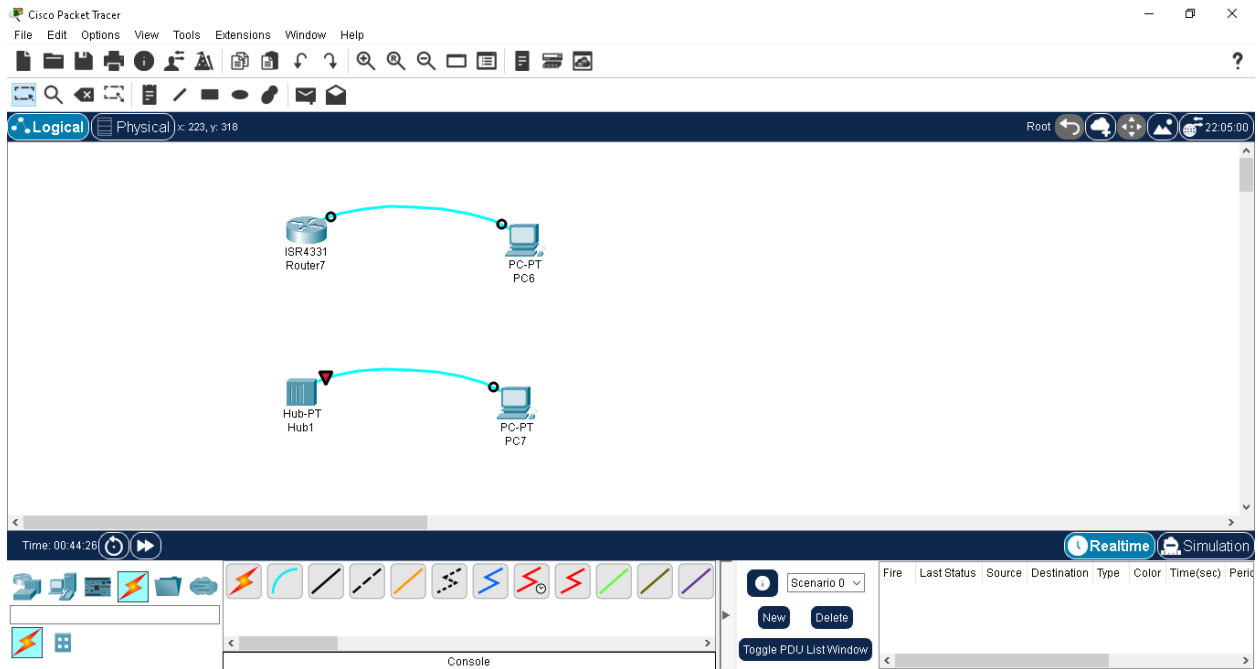 Cisco Packet Tracer
File Edit Options View Tools Extensions Window Help
?
Logical Physical x: 223, y: 318 Root 22:05:00
ISR4331
Router7
PC-PT
PC6
Hub-PT
Hub1
PC-PT
PC7
Time: 00:44:26 Realtime Simulation
Scenario 0
New Delete
Toggle PDU List Window
Fire Last Status Source Destination Type Color Time(sec) Peric
Console